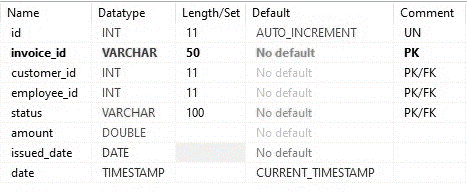 Name Datatype Length/Set Default Comment
id INT 11 AUTO_INCREMENT UN
invoice_id VARCHAR 50 No default PK
customer_id INT 11 No default PK/FK
employee_id INT 11 No default PK/FK
status VARCHAR 100 No default PK/FK
amount DOUBLE No default
issued_date DATE No default
date TIMESTAMP CURRENT_TIMESTAMP